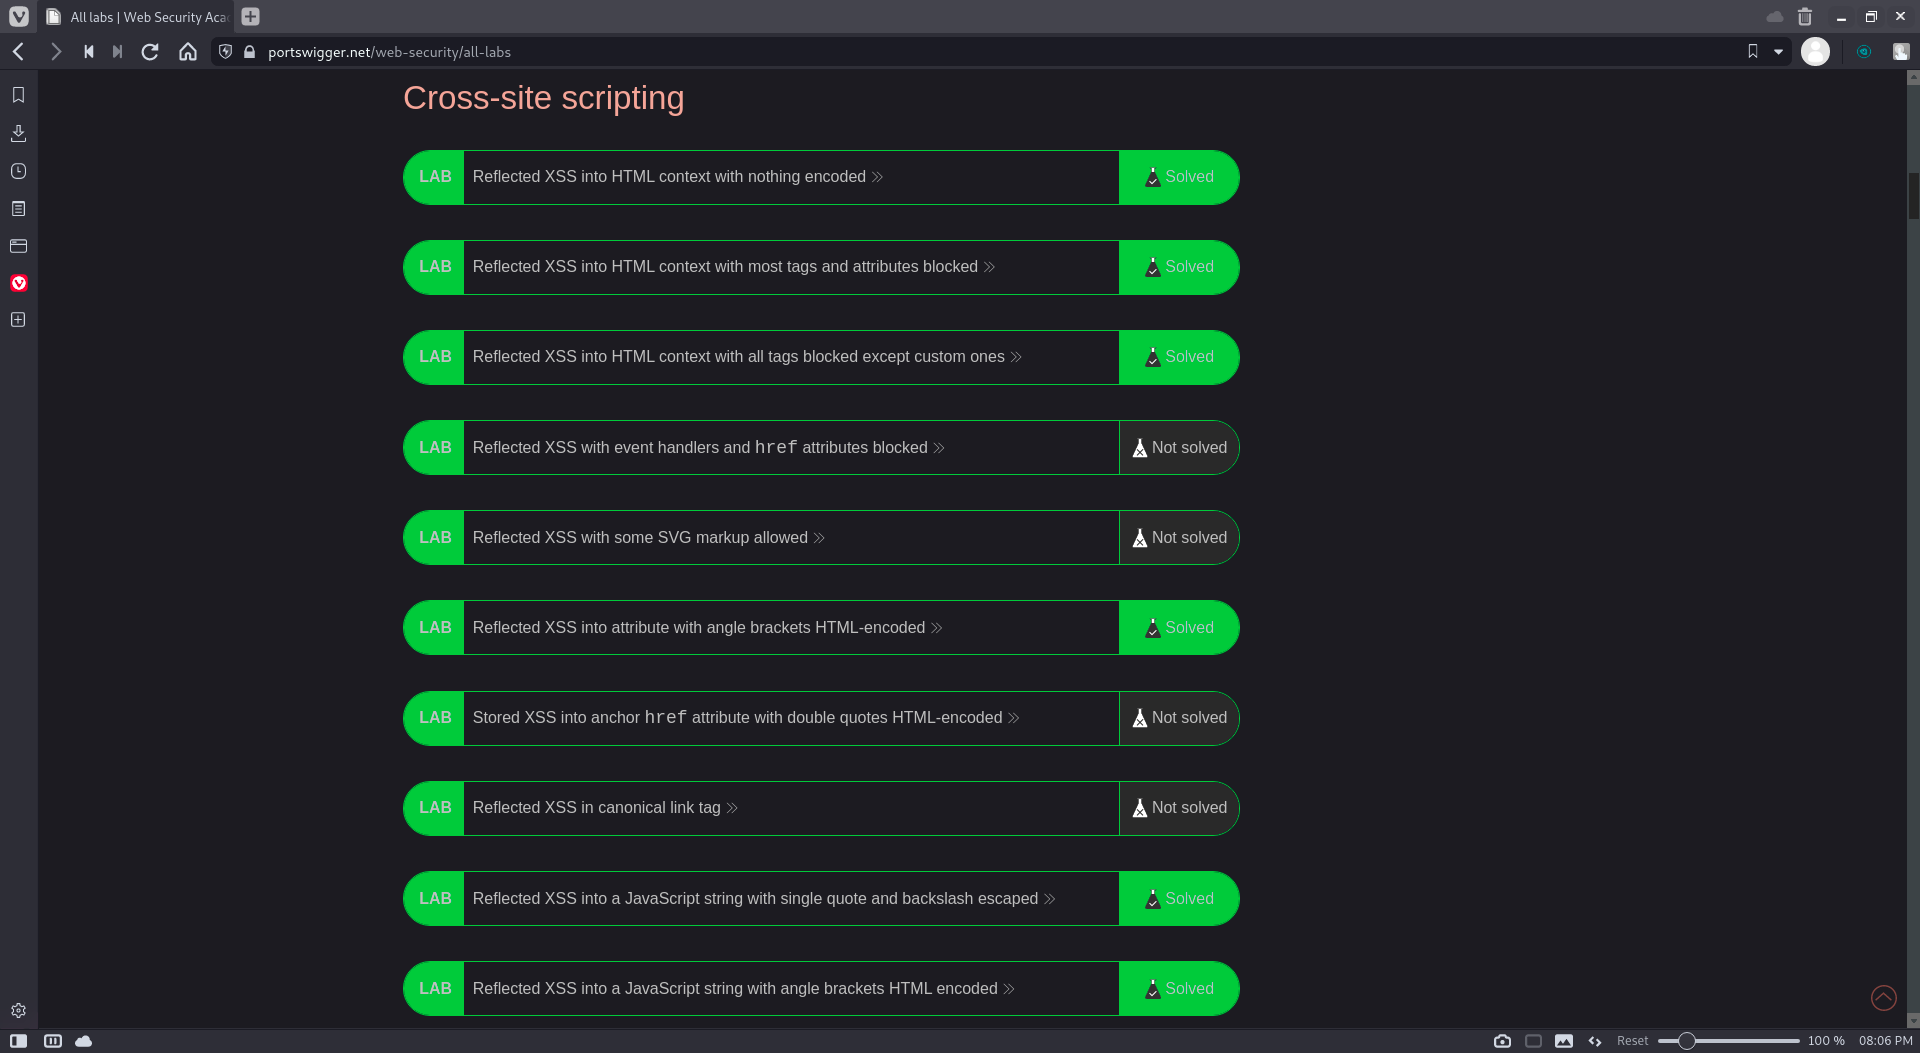 All labs | Web Security Aca
portswigger.net/web-security/all-labs
Cross-site scripting
LAB Reflected XSS into HTML context with nothing encoded Solved
LAB Reflected XSS into HTML context with most tags and attributes blocked Solved
LAB Reflected XSS into HTML context with all tags blocked except custom ones Solved
LAB Reflected XSS with event handlers and href attributes blocked Not solved
LAB Reflected XSS with some SVG markup allowed Not solved
LAB Reflected XSS into attribute with angle brackets HTML-encoded Solved
LAB Stored XSS into anchor href attribute with double quotes HTML-encoded Not solved
LAB Reflected XSS in canonical link tag Not solved
LAB Reflected XSS into a JavaScript string with single quote and backslash escaped Solved
LAB Reflected XSS into a JavaScript string with angle brackets HTML encoded Solved
Reset 100 % 08:06 PM